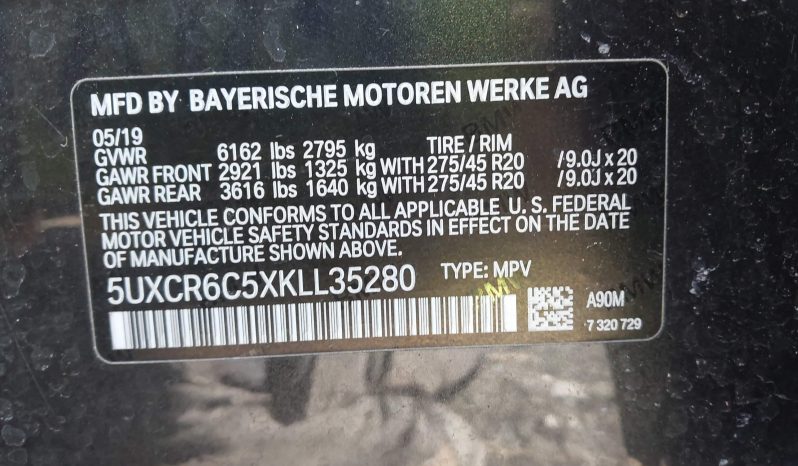 MFD BY BAYERISCHE MOTOREN WERKE AG
05/19
GVWR 6162 lbs 2795 kg TIRE / RIM
GAWR FRONT 2921 lbs 1325 kg WITH 275/45 R20 / 9.0J x 20
GAWR REAR 3616 lbs 1640 kg WITH 275/45 R20 / 9.0J x 20
THIS VEHICLE CONFORMS TO ALL APPLICABLE U. S. FEDERAL
MOTOR VEHICLE SAFETY STANDARDS IN EFFECT ON THE DATE
OF MANUFACTURE SHOWN ABOVE.
5UXCR6C5XKLL35280 TYPE: MPV
A90M
7 320 729